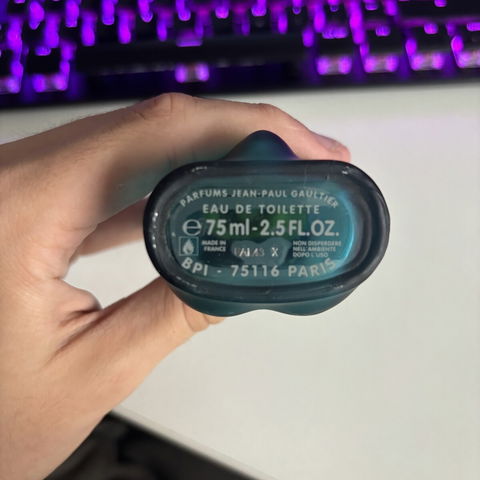 PARFUMS JEAN-PAUL GAULTIER
EAU DE TOILETTE
℮ 75 ml - 2.5 FL.OZ.
MADE IN
FRANCE
X
NON DISPERDERE
NELL'AMBIENTE
DOPO L'USO
BPI - 75116 PARIS